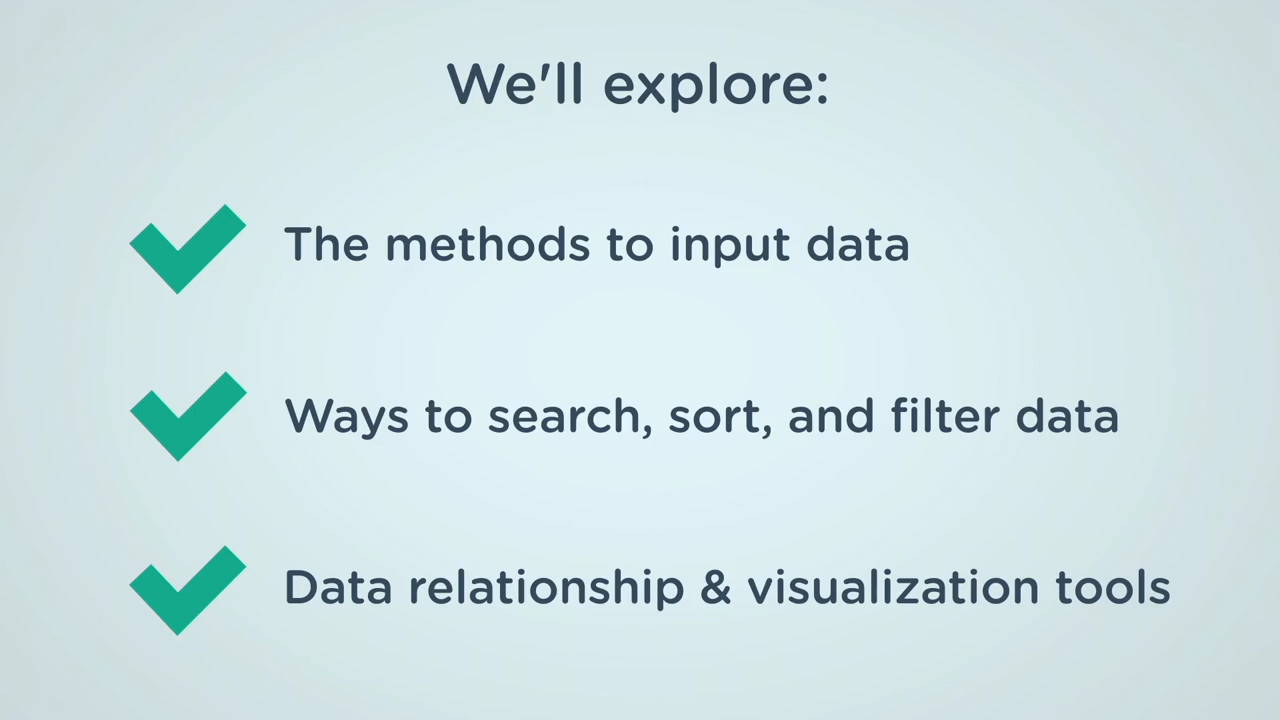 We'll explore:
The methods to input data
Ways to search, sort, and filter data
Data relationship & visualization tools